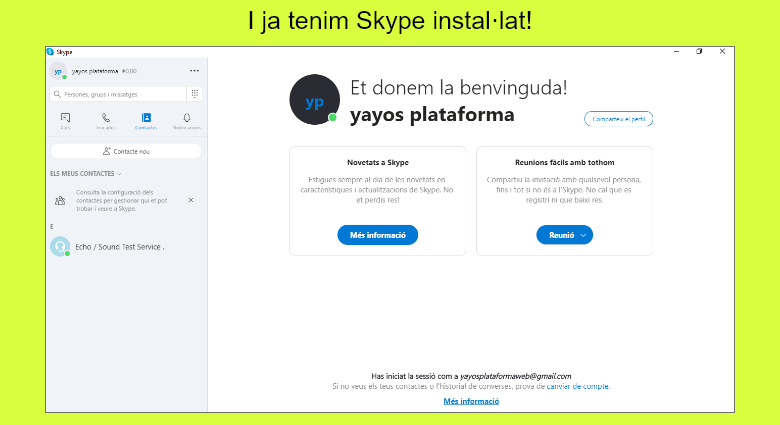 I ja tenim Skype instal·lat!
Skype
yp
yayos plataforma
Persones, grups i missatges
Xats
Trucades
Contactes
Notificacions
Contacte nou
ELS MEUS CONTACTES
Consulta la configuració dels
contactes per gestionar qui et pot
trobar i veure a Skype.
E
Echo / Sound Test Service .
yp
Et donem la benvinguda!
yayos plataforma
Comparteix el perfil
Novetats a Skype
Estigues sempre al dia de les novetats en
característiques i actualitzacions de Skype. No
et perdis res!
Més informació
Reunions fàcils amb tothom
Compartiu la invitació amb qualsevol persona,
fins i tot si no és a l'Skype. No cal que es
registri ni que baixi res.
Reunió
Has iniciat la sessió com a yayosplataformaweb@gmail.com
Si no veus els teus contactes o l'historial de converses, prova de canviar de compte.
Més informació